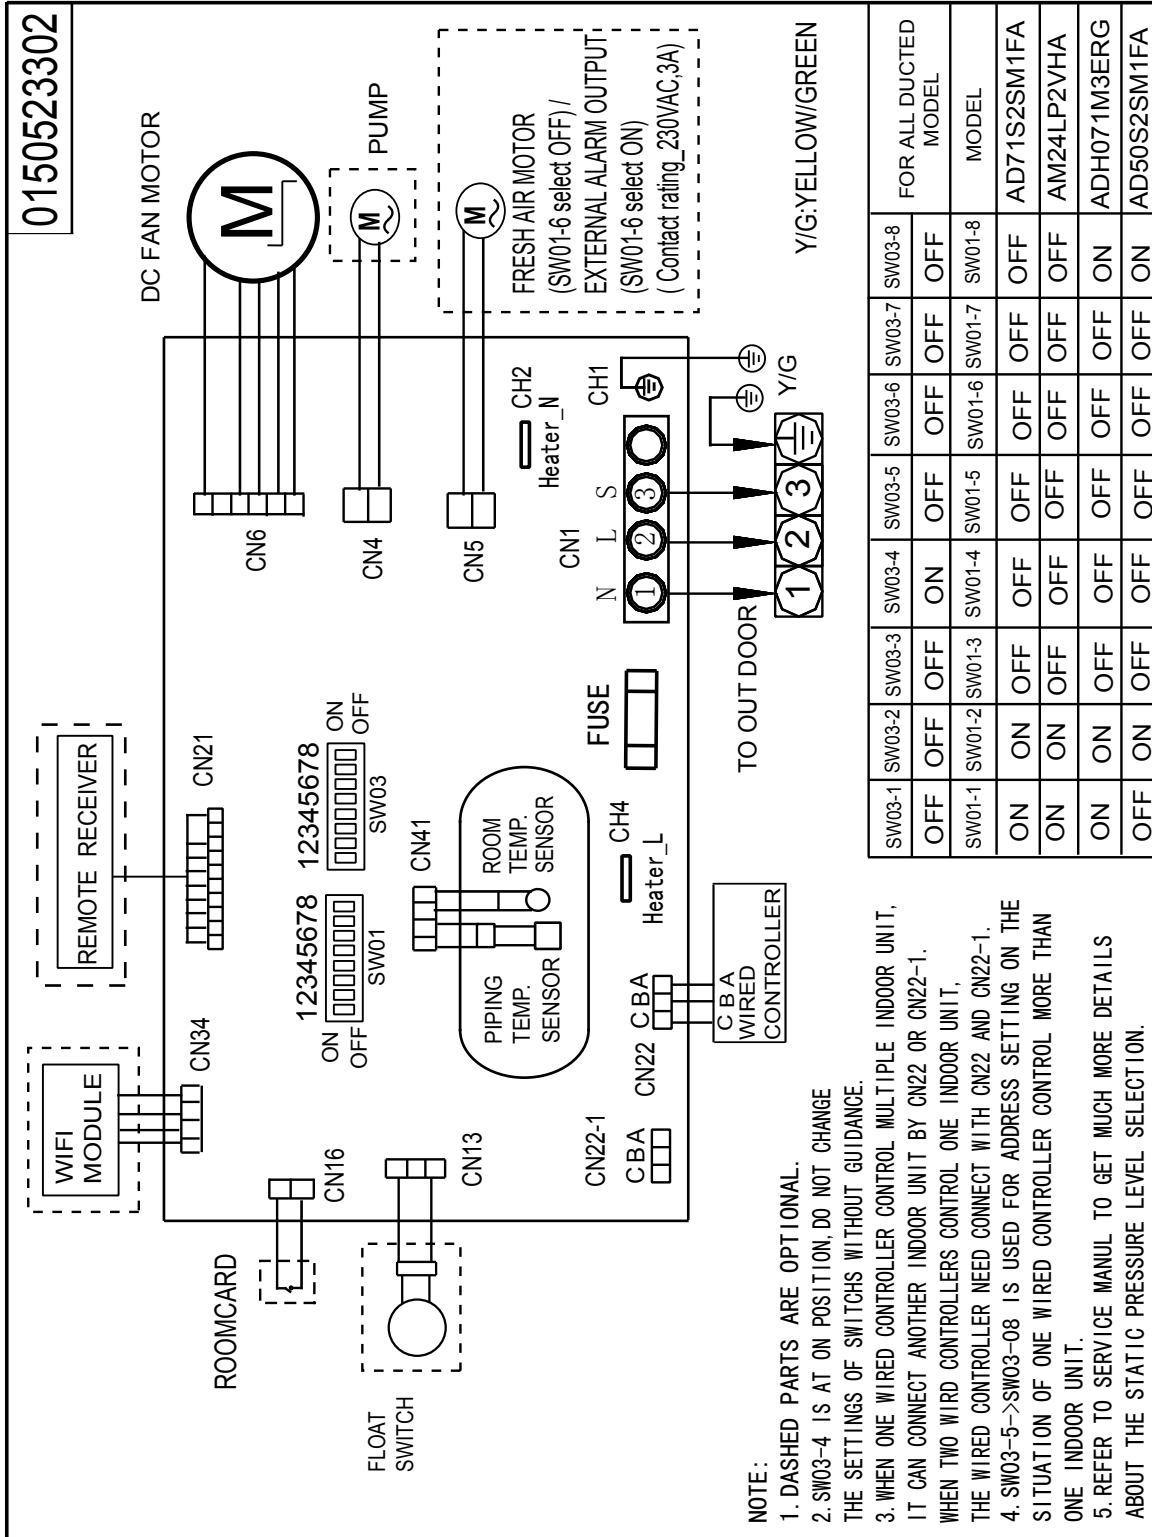 0150523302
WIFI
MODULE
REMOTE RECEIVER
DC FAN MOTOR
M
CN34
CN21
CN6
ROOMCARD
CN16
12345678
ON
OFF
SW01
12345678
ON
OFF
SW03
CN4
M
PUMP
FLOAT
SWITCH
CN13
CN41
PIPING
TEMP.
SENSOR
ROOM
TEMP.
SENSOR
CN5
M
FRESH AIR MOTOR
(SW01-6 select OFF) /
EXTERNAL ALARM OUTPUT
(SW01-6 select ON)
( Contact rating_230VAC,3A)
CH2
Heater_N
CN22-1
C B A
CN22
C B A
CH4
Heater_L
FUSE
CN1
N L S
1 2 3
CH1
C B A
WIRED
CONTROLLER
TO OUT DOOR
1 2 3
Y/G
Y/G:YELLOW/GREEN
NOTE:
1. DASHED PARTS ARE OPTIONAL.
2. SW03-4 IS AT ON POSITION, DO NOT CHANGE
THE SETTINGS OF SWITCHS WITHOUT GUIDANCE.
3. WHEN ONE WIRED CONTROLLER CONTROL MULTIPLE INDOOR UNIT,
IT CAN CONNECT ANOTHER INDOOR UNIT BY CN22 OR CN22-1.
WHEN TWO WIRD CONTROLLERS CONTROL ONE INDOOR UNIT,
THE WIRED CONTROLLER NEED CONNECT WITH CN22 AND CN22-1.
4. SW03-5->SW03-08 IS USED FOR ADDRESS SETTING ON THE
SITUATION OF ONE WIRED CONTROLLER CONTROL MORE THAN
ONE INDOOR UNIT.
5. REFER TO SERVICE MANUL TO GET MUCH MORE DETAILS
ABOUT THE STATIC PRESSURE LEVEL SELECTION.
SW03-1 SW03-2 SW03-3 SW03-4 SW03-5 SW03-6 SW03-7 SW03-8 FOR ALL DUCTED
OFF OFF OFF ON OFF OFF OFF OFF MODEL
SW01-1 SW01-2 SW01-3 SW01-4 SW01-5 SW01-6 SW01-7 SW01-8 MODEL
ON ON OFF OFF OFF OFF OFF OFF AD71S2SM1FA
ON ON OFF OFF OFF OFF OFF OFF AM24LP2VHA
ON ON OFF OFF OFF OFF OFF ON ADH071M3ERG
OFF ON OFF OFF OFF OFF OFF ON AD50S2SM1FA